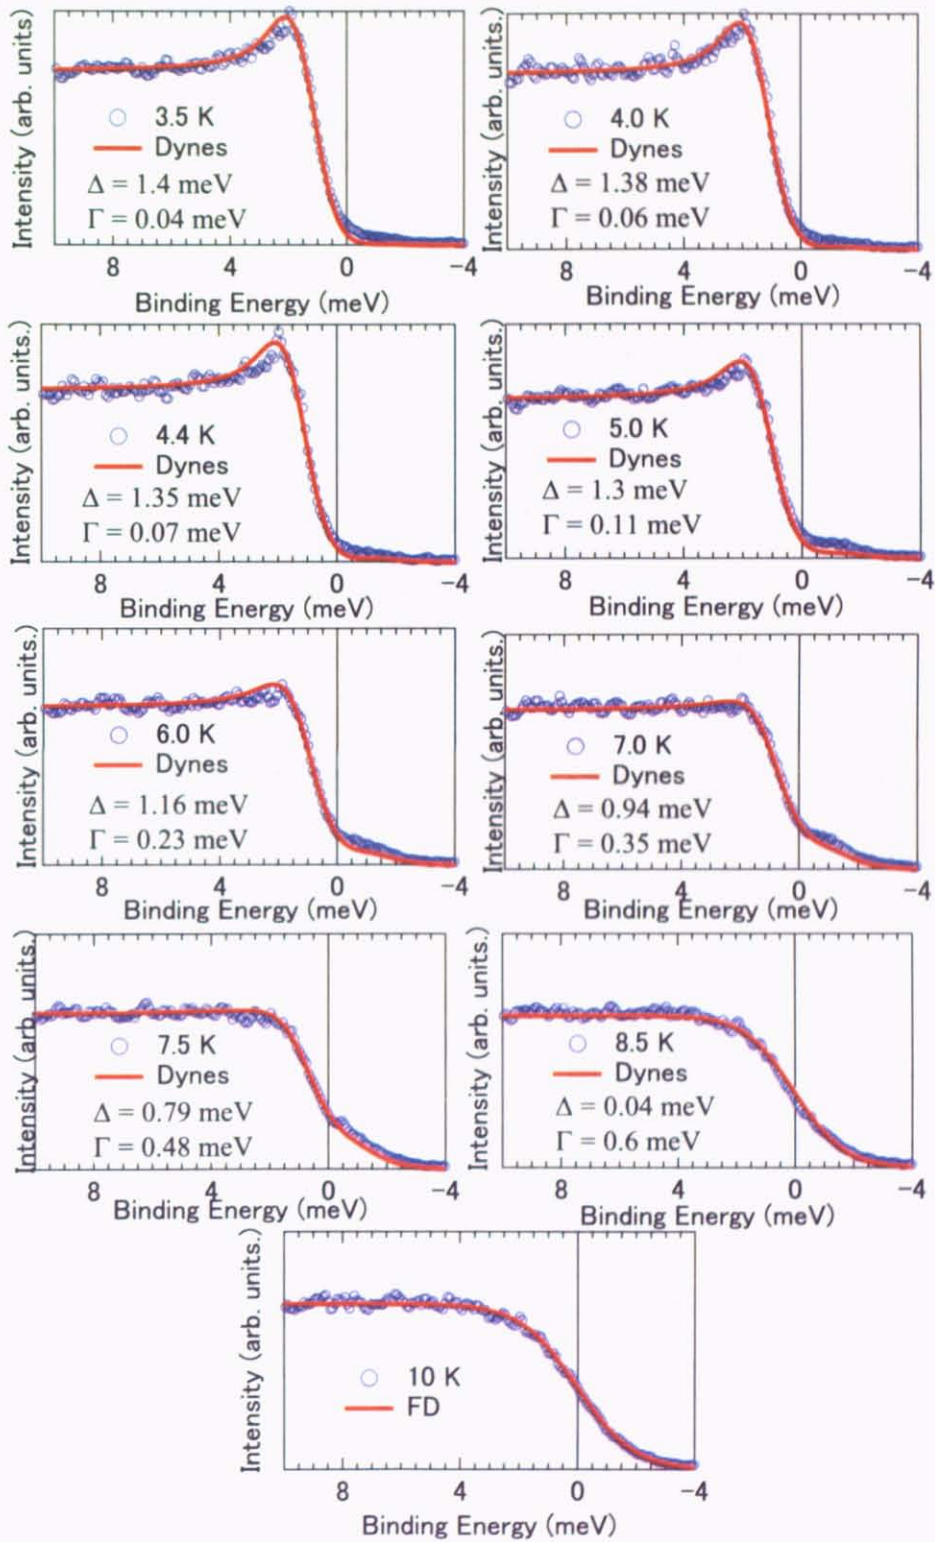 Intensity (arb. units)
3.5 K
Dynes
Δ = 1.4 meV
Γ = 0.04 meV
8 4 0 −4
Binding Energy (meV)
Intensity (arb. units.)
4.0 K
Dynes
Δ = 1.38 meV
Γ = 0.06 meV
8 4 0 −4
Binding Energy (meV)
Intensity (arb. units.)
4.4 K
Dynes
Δ = 1.35 meV
Γ = 0.07 meV
8 4 0 −4
Binding Energy (meV)
Intensity (arb. units.)
5.0 K
Dynes
Δ = 1.3 meV
Γ = 0.11 meV
8 4 0 −4
Binding Energy (meV)
Intensity (arb. units.)
6.0 K
Dynes
Δ = 1.16 meV
Γ = 0.23 meV
8 4 0 −4
Binding Energy (meV)
Intensity (arb. units.)
7.0 K
Dynes
Δ = 0.94 meV
Γ = 0.35 meV
8 4 0 −4
Binding Energy (meV)
Intensity (arb. units.)
7.5 K
Dynes
Δ = 0.79 meV
Γ = 0.48 meV
8 4 0 −4
Binding Energy (meV)
Intensity (arb. units.)
8.5 K
Dynes
Δ = 0.04 meV
Γ = 0.6 meV
8 4 0 −4
Binding Energy (meV)
Intensity (arb. units.)
10 K
FD
8 4 0 −4
Binding Energy (meV)